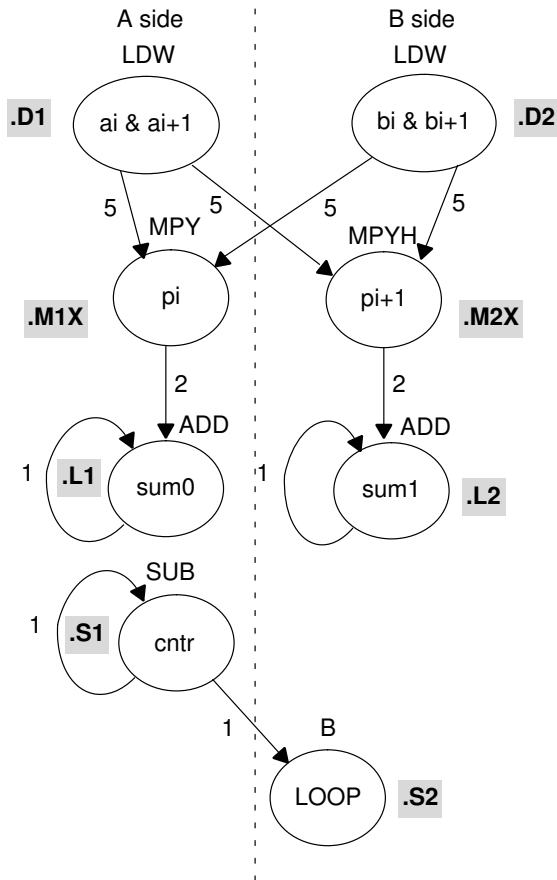 A side B side
LDW LDW
.D1 ai & ai+1 bi & bi+1 .D2
5 5 5 5
MPY MPYH
.M1X pi pi+1 .M2X
2 2
ADD ADD
1 .L1 sum0 1 sum1 .L2
SUB
1 .S1 cntr
1 B
LOOP .S2